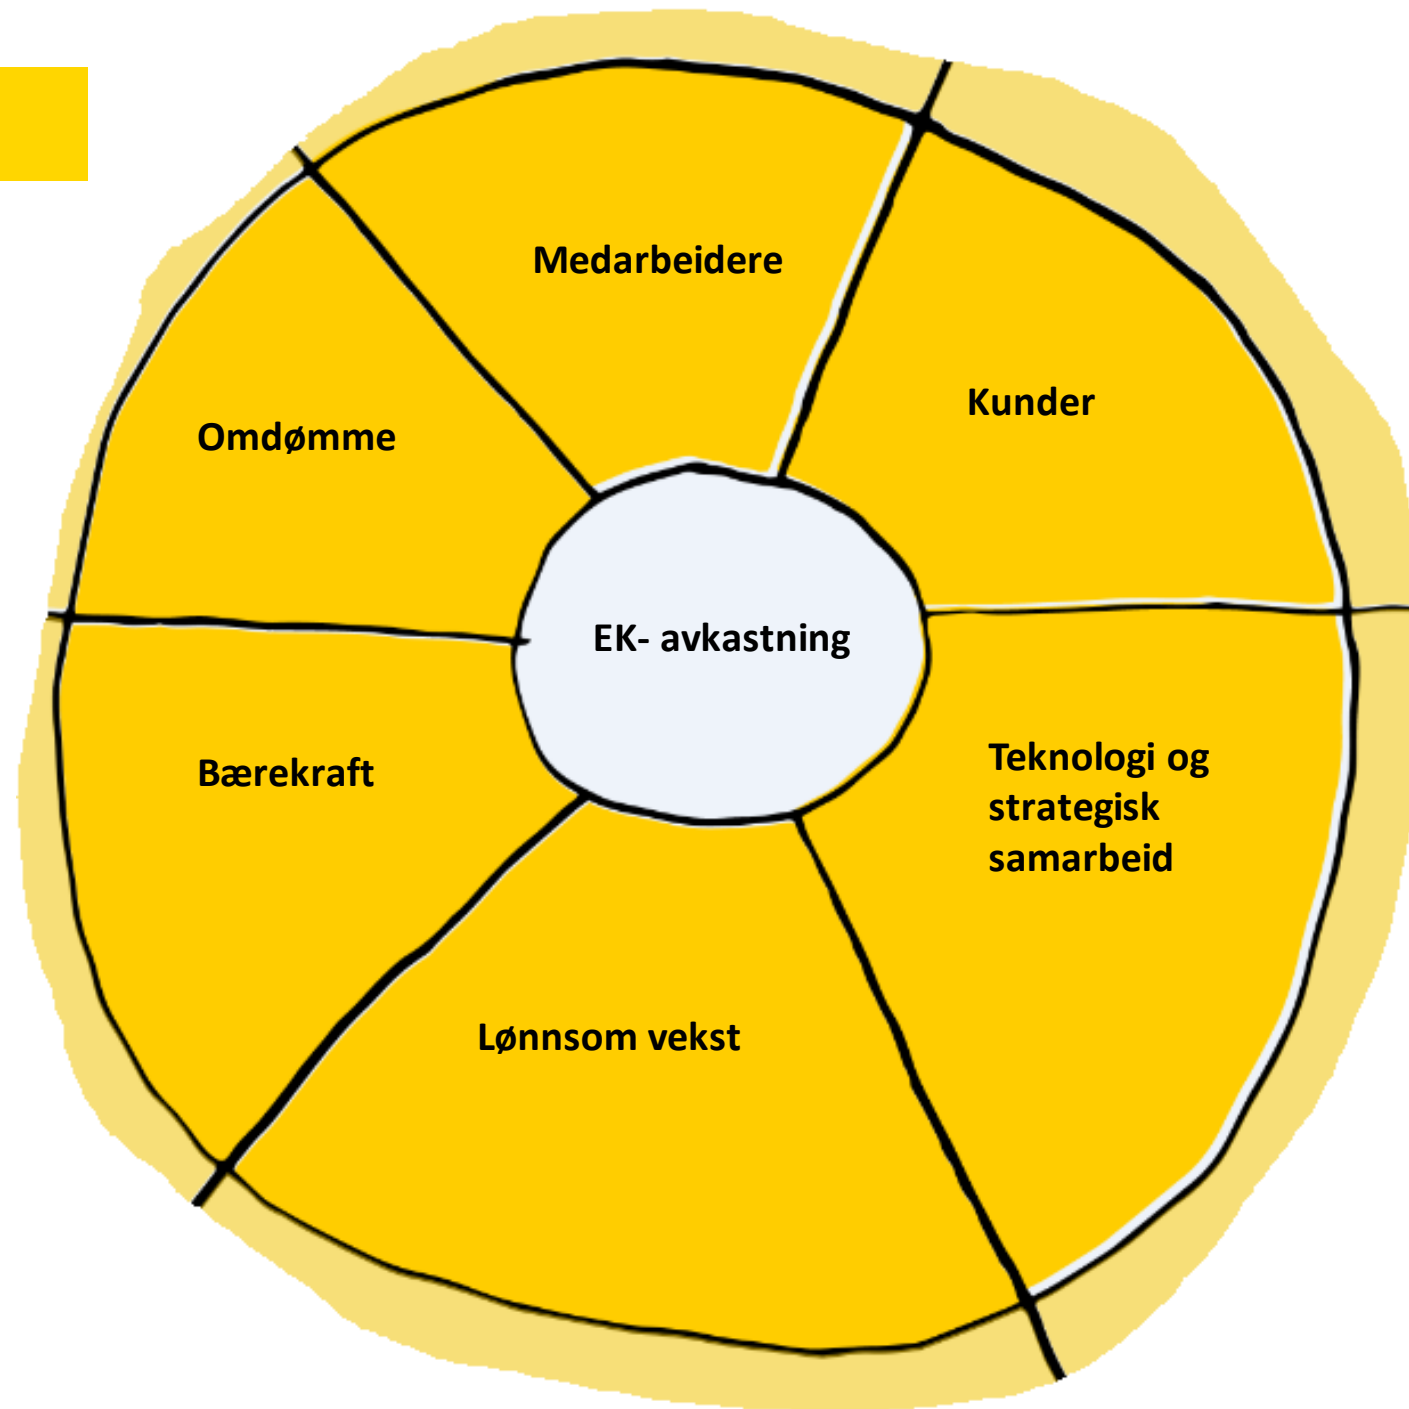 Medarbeidere
Kunder
Omdømme
EK- avkastning
Teknologi og
strategisk
samarbeid
Bærekraft
Lønnsom vekst